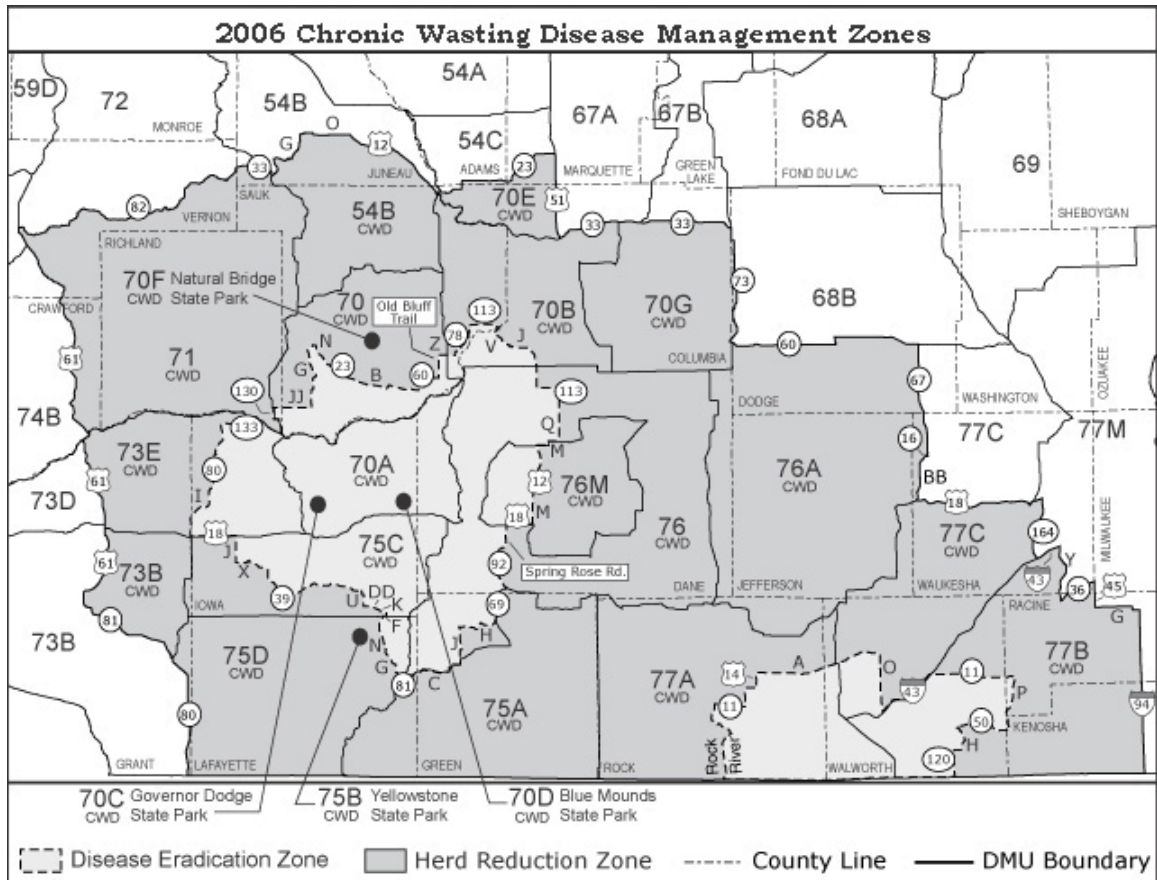 2006 Chronic Wasting Disease Management Zones
59D
72
54B
54A
54C
67A
67B
68A
69
MONROE
G
O
12
33
JUNEAU
ADAMS
23
MARQUETTE
GREEN
LAKE
FOND DU LAC
SHEBOYGAN
82
VERNON
SAUK
54B
CWD
70E
CWD
51
33
33
RICHLAND
70F
CWD
Natural Bridge
State Park
70
CWD
Old Bluff
Trail
113
70B
CWD
70G
CWD
73
68B
CRAWFORD
61
71
CWD
N
G
23
B
60
Z
78
V
J
COLUMBIA
60
130
JJ
113
67
DODGE
WASHINGTON
OZUAKEE
74B
133
73E
CWD
80
I
61
70A
CWD
Q
M
12
M
76M
CWD
76A
CWD
16
BB
77C
77M
73D
18
18
18
J
X
I
75C
CWD
92
Spring Rose Rd.
76
CWD
77C
CWD
164
MILWAUKEE
61
73B
CWD
39
U
DD
K
F
69
DANE
JEFFERSON
WAUKESHA
43
Y
36
45
G
IOWA
RACINE
81
73B
75D
CWD
N
G
J
H
81
C
75A
CWD
77A
CWD
14
A
O
43
11
P
77B
CWD
94
11
Rock
River
50
H
120
80
KENOSHA
GRANT
LAFAYETTE
GREEN
ROCK
WALWORTH
70C
CWD
Governor Dodge
State Park
75B
CWD
Yellowstone
State Park
70D
CWD
Blue Mounds
State Park
Disease Eradication Zone
Herd Reduction Zone
County Line
DMU Boundary